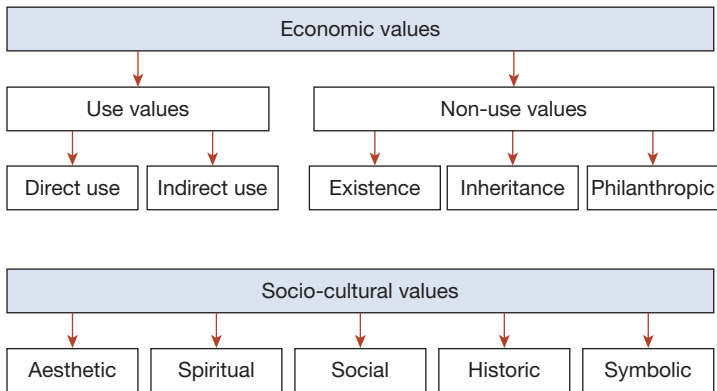 Economic values
Use values
Non-use values
Direct use
Indirect use
Existence
Inheritance
Philanthropic
Socio-cultural values
Aesthetic
Spiritual
Social
Historic
Symbolic